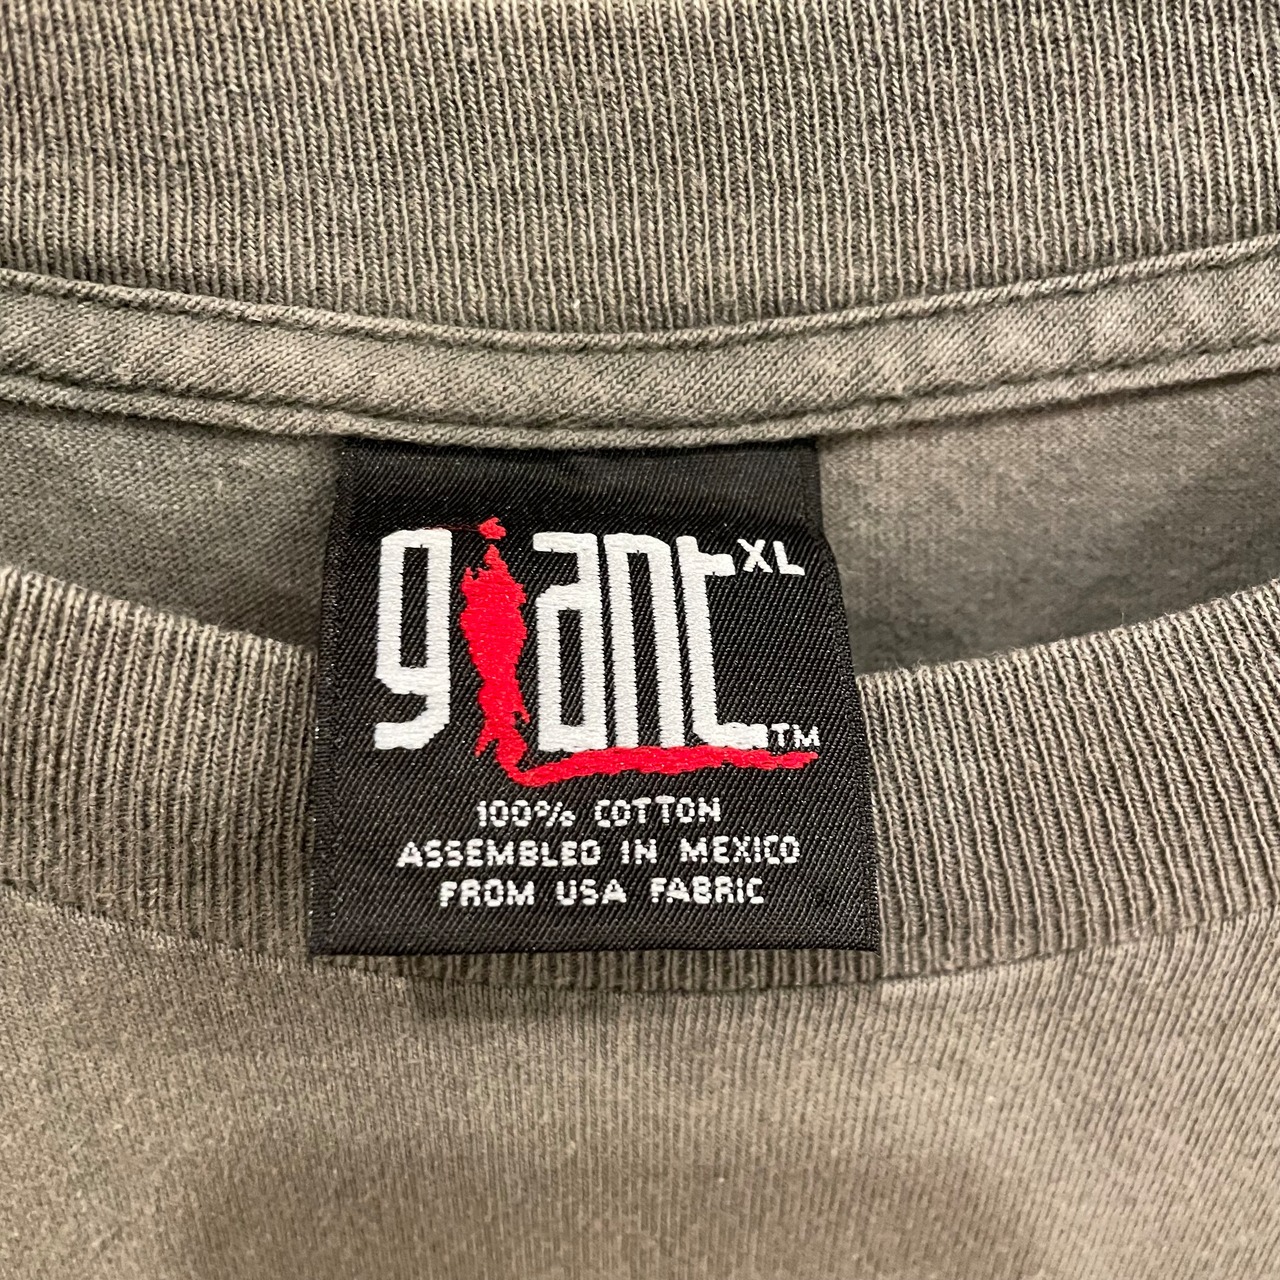 giant XL
TM
100% COTTON
ASSEMBLED IN MEXICO
FROM USA FABRIC